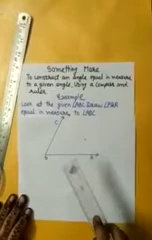 Something More
To construct an angle equal in measure
to a given angle, Using a compass and
ruler
Example
Look at the given ∠ABC. Draw ∠PQR
equal in measure to ∠ABC
C
B
A